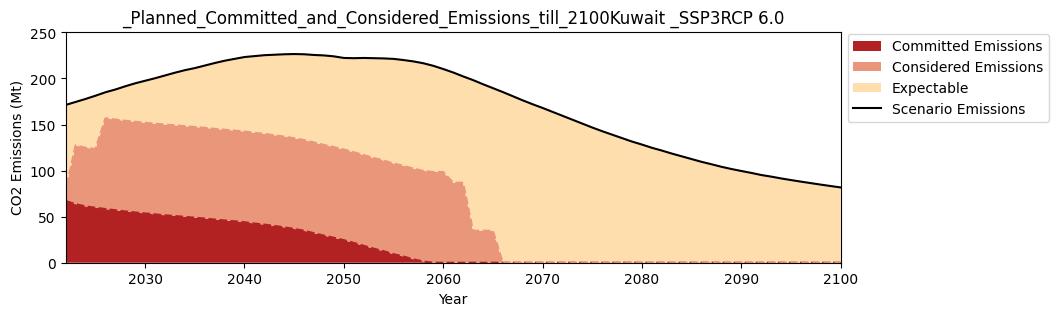 _Planned_Committed_and_Considered_Emissions_till_2100Kuwait _SSP3RCP 6.0
CO2 Emissions (Mt)
250
200
150
100
50
0
2030
2040
2050
2060
2070
2080
2090
2100
Year
Committed Emissions
Considered Emissions
Expectable
Scenario Emissions